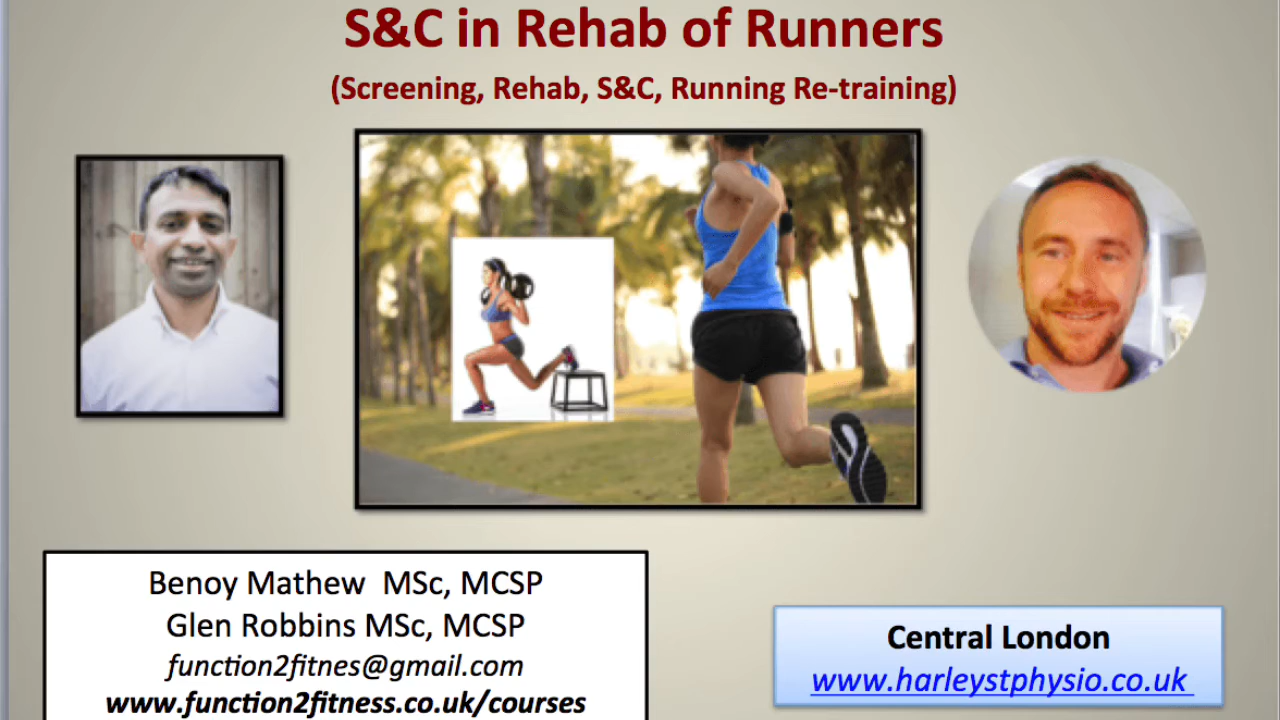 S&C in Rehab of Runners
(Screening, Rehab, S&C, Running Re-training)
Benoy Mathew MSc, MCSP
Glen Robbins MSc, MCSP
function2fitnes@gmail.com
www.function2fitness.co.uk/courses
Central London
www.harleystphysio.co.uk